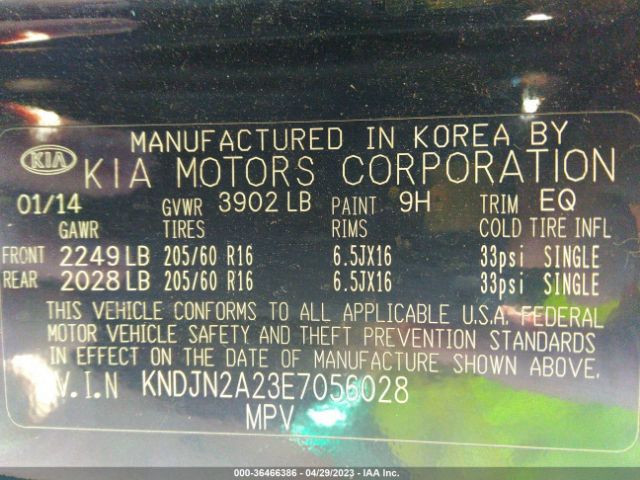 MANUFACTURED IN KOREA BY
KIA KIA MOTORS CORPORATION
01/14 GVWR 3902 LB PAINT 9H TRIM EQ
GAWR TIRES RIMS COLD TIRE INFL
FRONT 2249 LB 205/60 R16 6.5JX16 33psi SINGLE
REAR 2028 LB 205/60 R16 6.5JX16 33psi SINGLE
THIS VEHICLE CONFORMS TO ALL APPLICABLE U.S.A. FEDERAL
MOTOR VEHICLE SAFETY AND THEFT PREVENTION STANDARDS
IN EFFECT ON THE DATE OF MANUFACTURE SHOWN ABOVE.
V.I.N KNDJN2A23E7056028
MPV
000-36466386 - 04/29/2023 - IAA Inc.